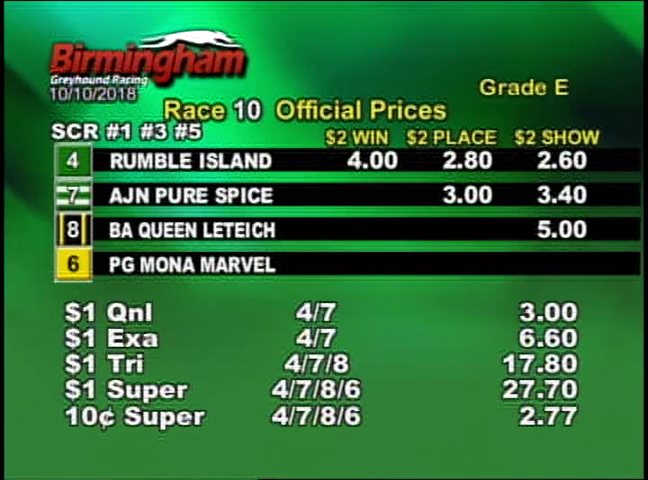 Birmingham
Greyhound Racing
10/10/2018
Grade E
Race 10 Official Prices
SCR #1 #3 #5
$2 WIN $2 PLACE $2 SHOW
4 RUMBLE ISLAND 4.00 2.80 2.60
7 AJN PURE SPICE 3.00 3.40
8 BA QUEEN LETEICH 5.00
6 PG MONA MARVEL
$1 Qnl 4/7 3.00
$1 Exa 4/7 6.60
$1 Tri 4/7/8 17.80
$1 Super 4/7/8/6 27.70
10¢ Super 4/7/8/6 2.77